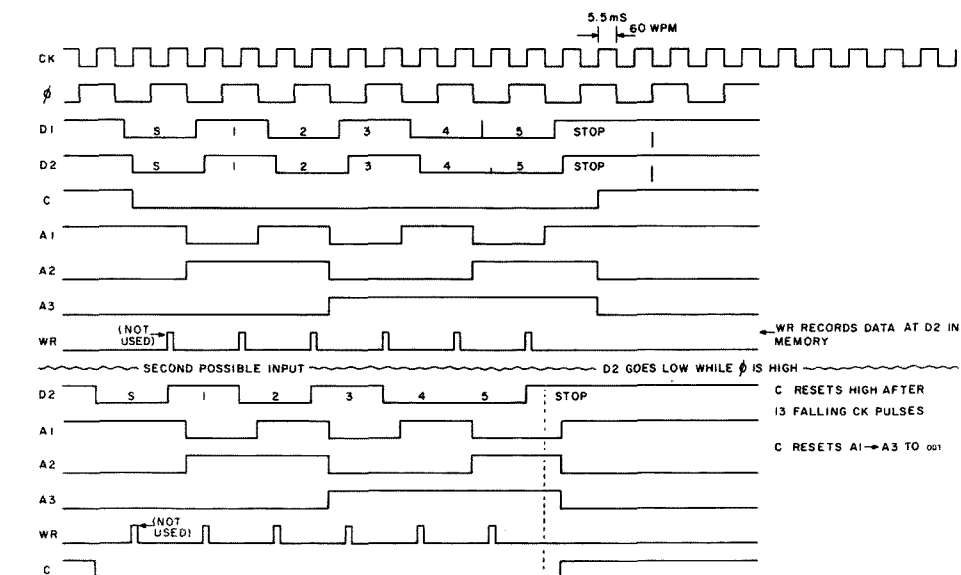 5.5mS
60 WPM
CK
ϕ
D1 S 1 2 3 4 5 STOP
D2 S 1 2 3 4 5 STOP
C
A1
A2
A3
WR (NOT USED) WR RECORDS DATA AT D2 IN
MEMORY
SECOND POSSIBLE INPUT D2 GOES LOW WHILE ϕ IS HIGH
D2 S 1 2 3 4 5 STOP C RESETS HIGH AFTER
13 FALLING CK PULSES
A1 C RESETS A1→A3 TO 001
A2
A3
WR (NOT USED)
C